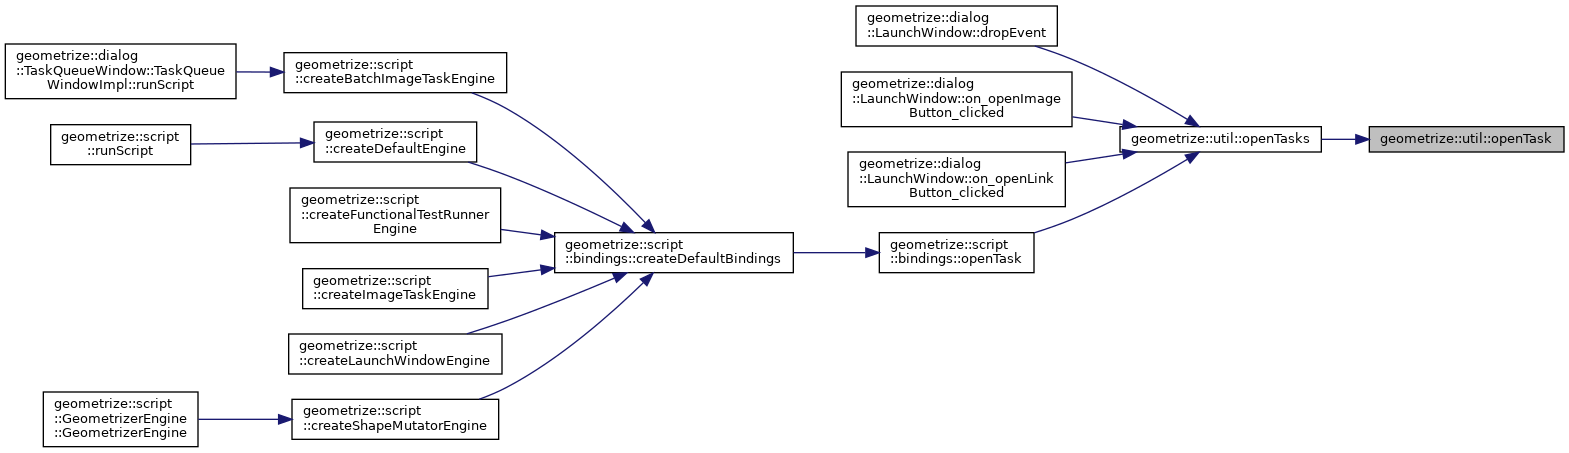 geometrize::dialog
::LaunchWindow::dropEvent
geometrize::dialog
::TaskQueueWindow::TaskQueue
WindowImpl::runScript
geometrize::script
::createBatchImageTaskEngine
geometrize::dialog
::LaunchWindow::on_openImage
Button_clicked
geometrize::script
::runScript
geometrize::script
::createDefaultEngine
geometrize::util::openTasks
geometrize::util::openTask
geometrize::dialog
::LaunchWindow::on_openLink
Button_clicked
geometrize::script
::createFunctionalTestRunner
Engine
geometrize::script
::bindings::createDefaultBindings
geometrize::script
::bindings::openTask
geometrize::script
::createImageTaskEngine
geometrize::script
::createLaunchWindowEngine
geometrize::script
::GeometrizerEngine
::GeometrizerEngine
geometrize::script
::createShapeMutatorEngine